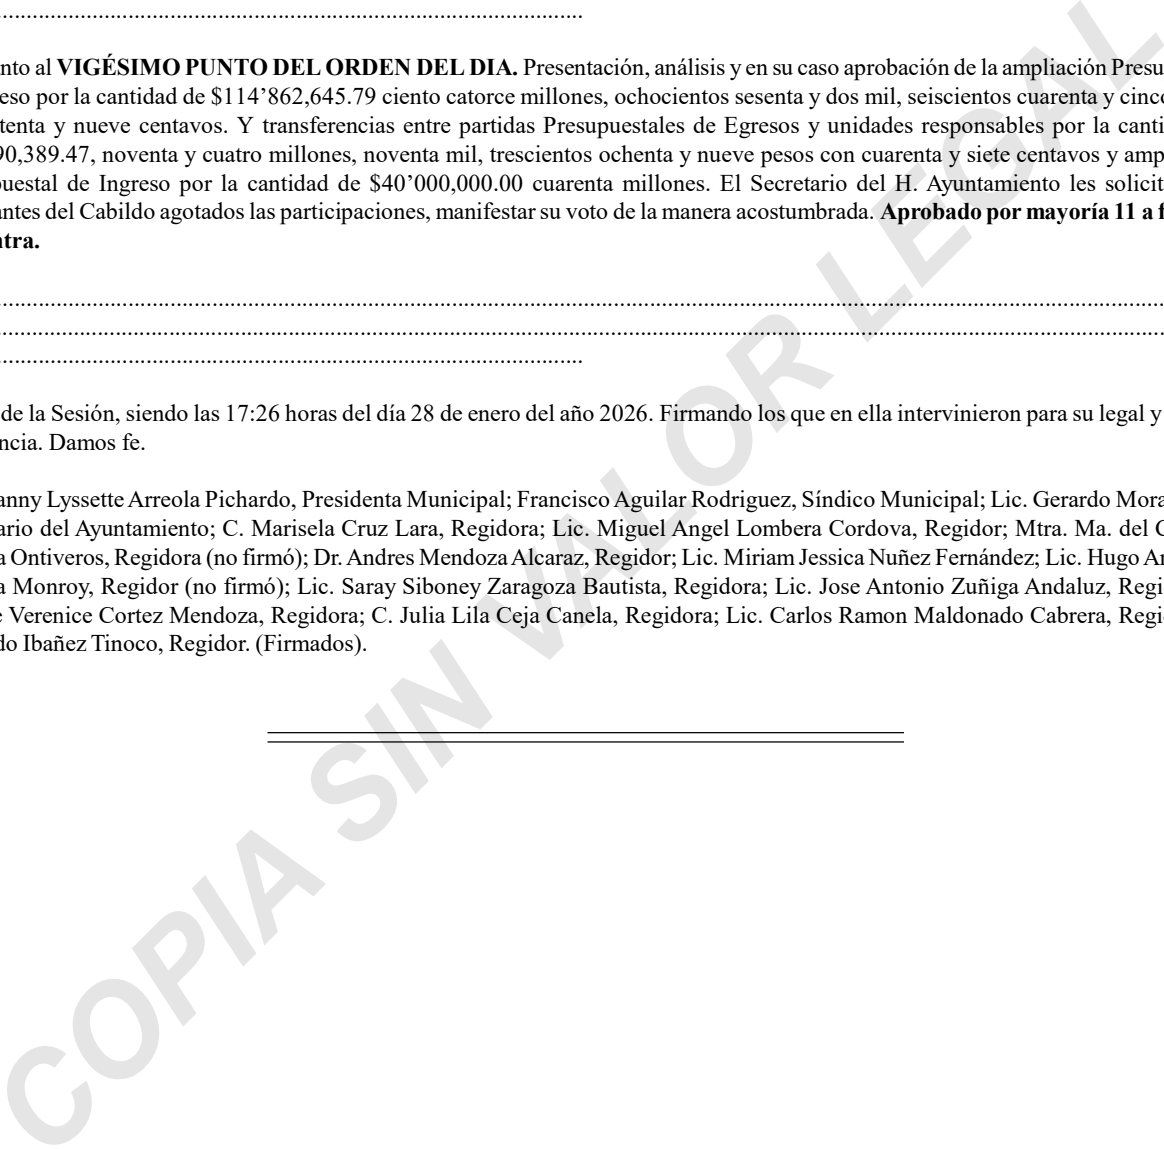 nto al VIGÉSIMO PUNTO DEL ORDEN DEL DIA. Presentación, análisis y en su caso aprobación de la ampliación Presu
eso por la cantidad de $114’862,645.79 ciento catorce millones, ochocientos sesenta y dos mil, seiscientos cuarenta y cinco
tenta y nueve centavos. Y transferencias entre partidas Presupuestales de Egresos y unidades responsables por la canti
90,389.47, noventa y cuatro millones, noventa mil, trescientos ochenta y nueve pesos con cuarenta y siete centavos y amp
puestal de Ingreso por la cantidad de $40’000,000.00 cuarenta millones. El Secretario del H. Ayuntamiento les solicit
antes del Cabildo agotados las participaciones, manifestar su voto de la manera acostumbrada. Aprobado por mayoría 11 a f
ntra.
de la Sesión, siendo las 17:26 horas del día 28 de enero del año 2026. Firmando los que en ella intervinieron para su legal y
ncia. Damos fe.
anny Lyssette Arreola Pichardo, Presidenta Municipal; Francisco Aguilar Rodriguez, Síndico Municipal; Lic. Gerardo Mora
ario del Ayuntamiento; C. Marisela Cruz Lara, Regidora; Lic. Miguel Angel Lombera Cordova, Regidor; Mtra. Ma. del C
a Ontiveros, Regidora (no firmó); Dr. Andres Mendoza Alcaraz, Regidor; Lic. Miriam Jessica Nuñez Fernández; Lic. Hugo An
a Monroy, Regidor (no firmó); Lic. Saray Siboney Zaragoza Bautista, Regidora; Lic. Jose Antonio Zuñiga Andaluz, Regi
e Verenice Cortez Mendoza, Regidora; C. Julia Lila Ceja Canela, Regidora; Lic. Carlos Ramon Maldonado Cabrera, Regi
do Ibañez Tinoco, Regidor. (Firmados).
COPIA SIN VALOR LEGAL